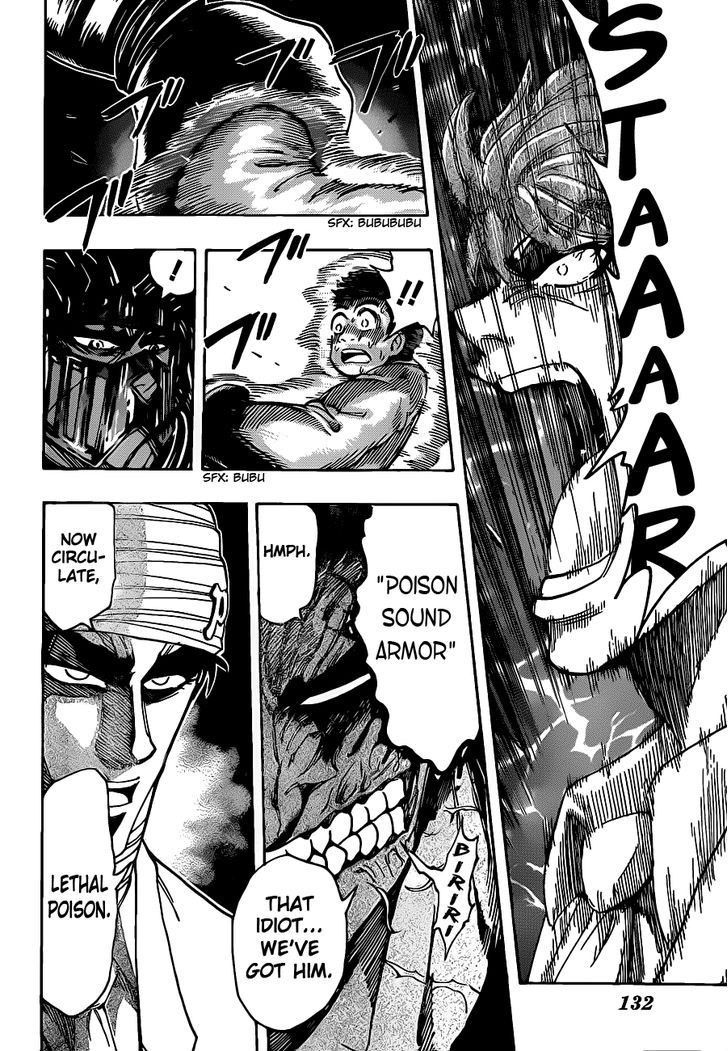 STAAAAR
ブブ
ブブ
SFX: BUBUBUBU
ブ
!!
ブ
SFX: BUBU
!
"POISON
SOUND
ARMOR"
HMPH.
BIRIRI
THAT
IDIOT...
WE'VE
GOT HIM.
NOW
CIRCU-
LATE,
P
LETHAL
POISON.
132